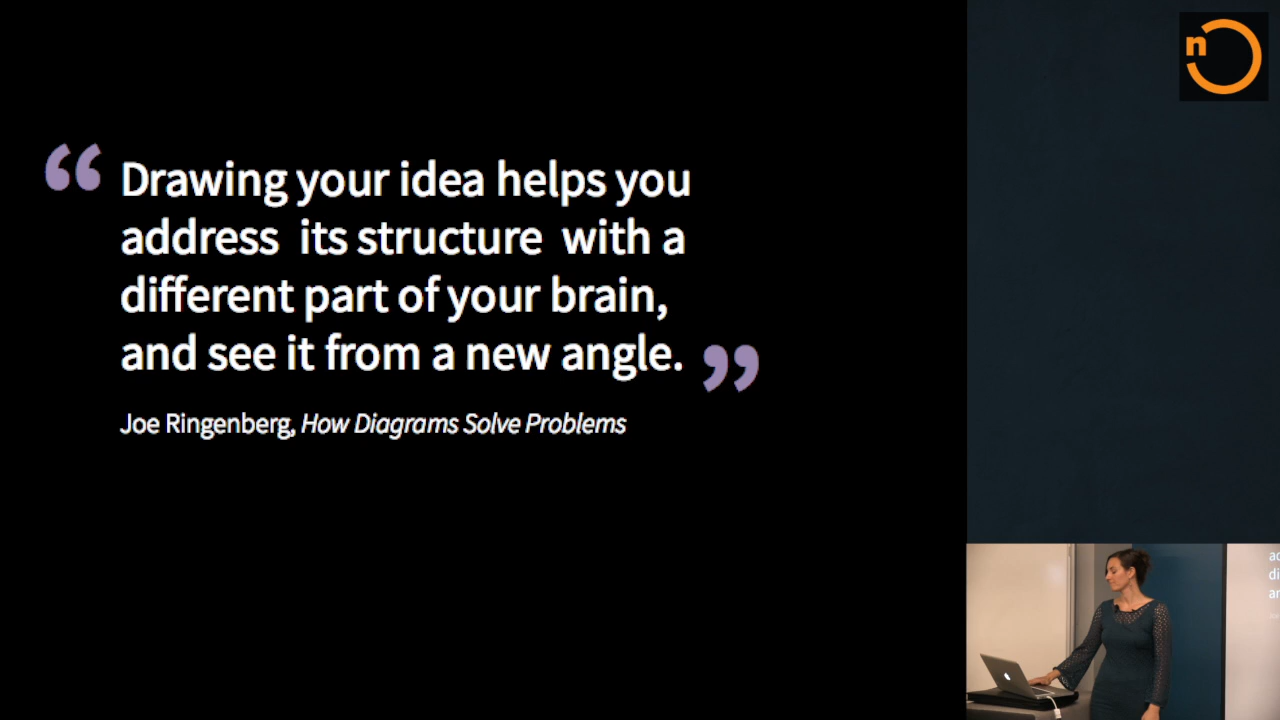 n
“Drawing your idea helps you
address its structure with a
different part of your brain,
and see it from a new angle.”
Joe Ringenberg, How Diagrams Solve Problems